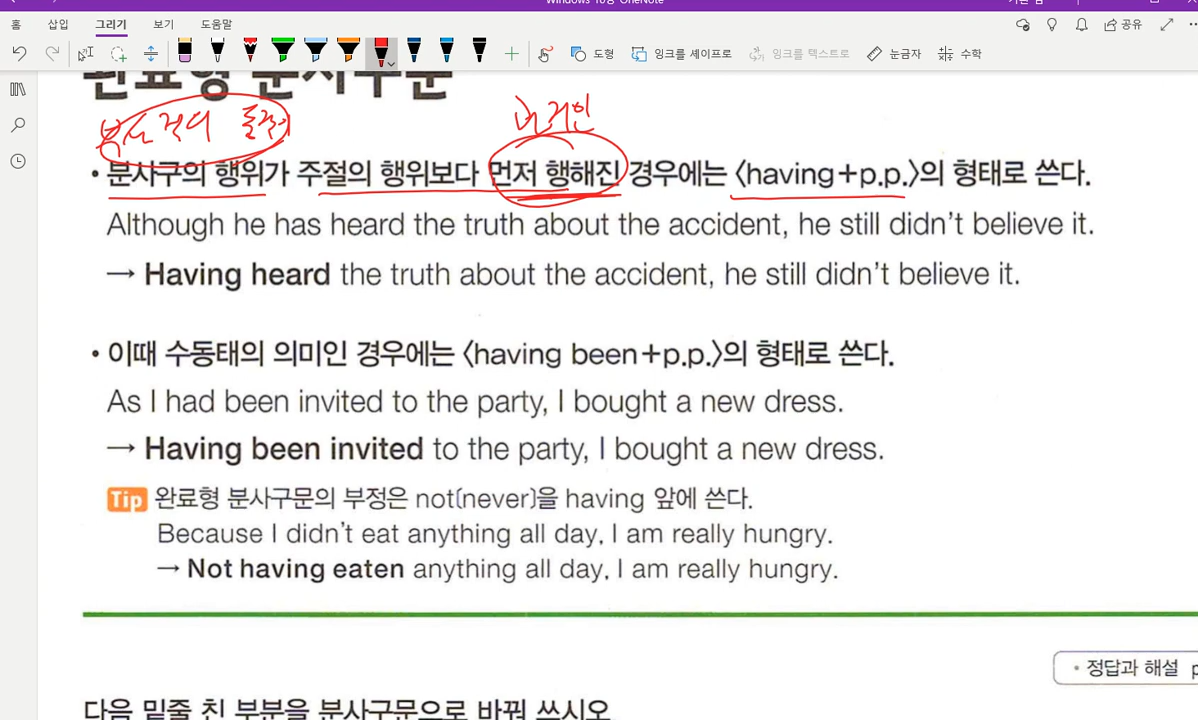 Windows 10용 OneNote
홈 삽입 그리기 보기 도움말
공유
도형 잉크를 셰이프로 잉크를 텍스트로 눈금자 수학
완료형 분사구문
• 분사구의 행위가 주절의 행위보다 먼저 행해진 경우에는 〈having+p.p.〉의 형태로 쓴다.
Although he has heard the truth about the accident, he still didn't believe it.
→ Having heard the truth about the accident, he still didn't believe it.
• 이때 수동태의 의미인 경우에는 〈having been+p.p.〉의 형태로 쓴다.
As I had been invited to the party, I bought a new dress.
→ Having been invited to the party, I bought a new dress.
Tip 완료형 분사구문의 부정은 not(never)을 having 앞에 쓴다.
Because I didn't eat anything all day, I am really hungry.
→ Not having eaten anything all day, I am really hungry.
• 정답과 해설 p
다음 밑줄 친 부분을 분사구문으로 바꿔 쓰시오.